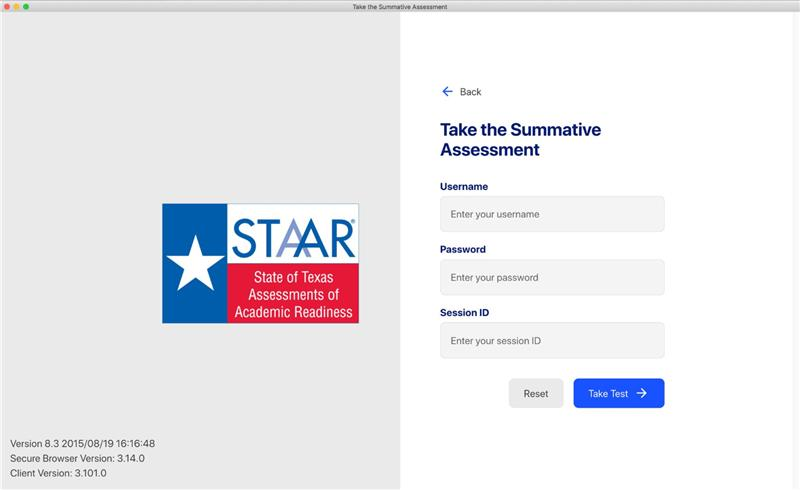 Take the Summative Assessment
Back
Take the Summative
Assessment
Username
Enter your username
Password
Enter your password
Session ID
Enter your session ID
Reset
Take Test
STAAR®
State of Texas
Assessments of
Academic Readiness
Version 8.3 2015/08/19 16:16:48
Secure Browser Version: 3.14.0
Client Version: 3.101.0